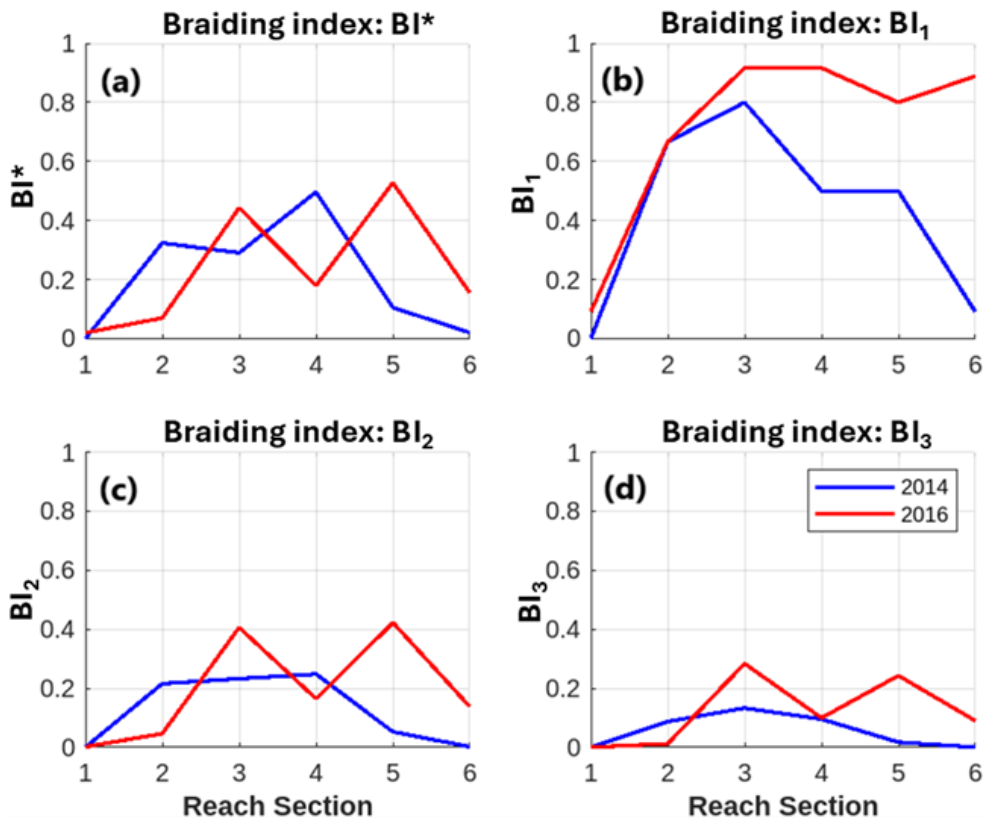 Braiding index: BI*
(a)
BI*
1
0.8
0.6
0.4
0.2
0
1 2 3 4 5 6
Braiding index: BI₁
(b)
BI₁
1
0.8
0.6
0.4
0.2
0
1 2 3 4 5 6
Braiding index: BI₂
(c)
BI₂
1
0.8
0.6
0.4
0.2
0
1 2 3 4 5 6
Reach Section
Braiding index: BI₃
(d)
2014
2016
BI₃
1
0.8
0.6
0.4
0.2
0
1 2 3 4 5 6
Reach Section